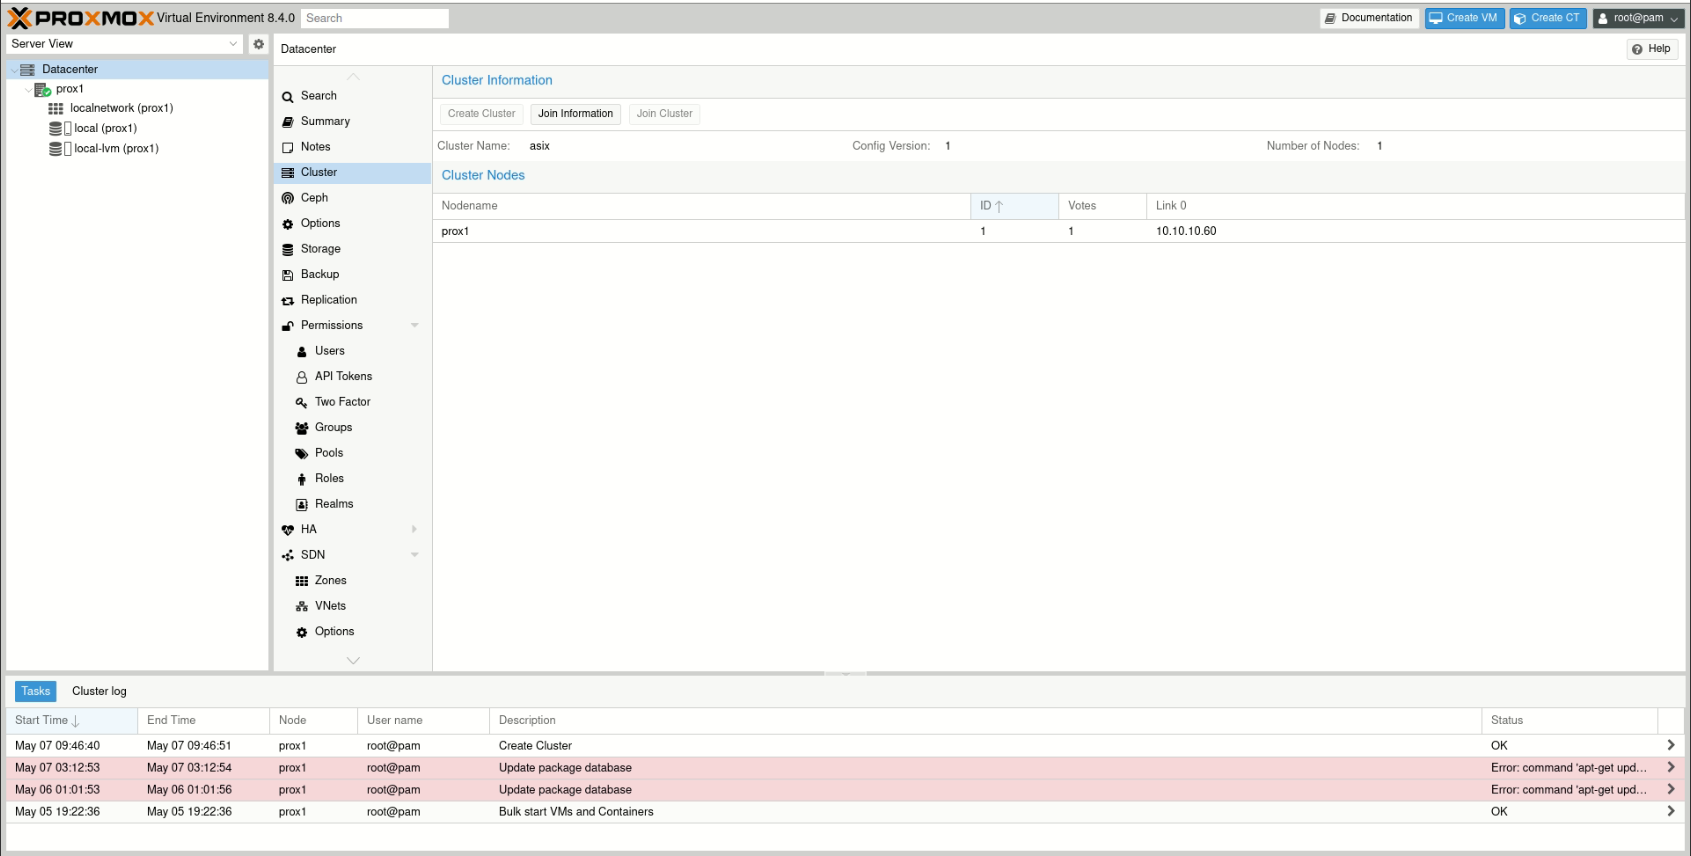 PROXMOX Virtual Environment 8.4.0 Search Documentation Create VM Create CT root@pam
Server View
Datacenter
prox1
localnetwork (prox1)
local (prox1)
local-lvm (prox1)
Datacenter Help
Search
Summary
Notes
Cluster
Ceph
Options
Storage
Backup
Replication
Permissions
Users
API Tokens
Two Factor
Groups
Pools
Roles
Realms
HA
SDN
Zones
VNets
Options
Cluster Information
Create Cluster Join Information Join Cluster
Cluster Name: asix Config Version: 1 Number of Nodes: 1
Cluster Nodes
Nodename ID Votes Link 0
prox1 1 1 10.10.10.60
Tasks Cluster log
Start Time End Time Node User name Description Status
May 07 09:46:40 May 07 09:46:51 prox1 root@pam Create Cluster OK
May 07 03:12:53 May 07 03:12:54 prox1 root@pam Update package database Error: command 'apt-get upd...
May 06 01:01:53 May 06 01:01:56 prox1 root@pam Update package database Error: command 'apt-get upd...
May 05 19:22:36 May 05 19:22:36 prox1 root@pam Bulk start VMs and Containers OK